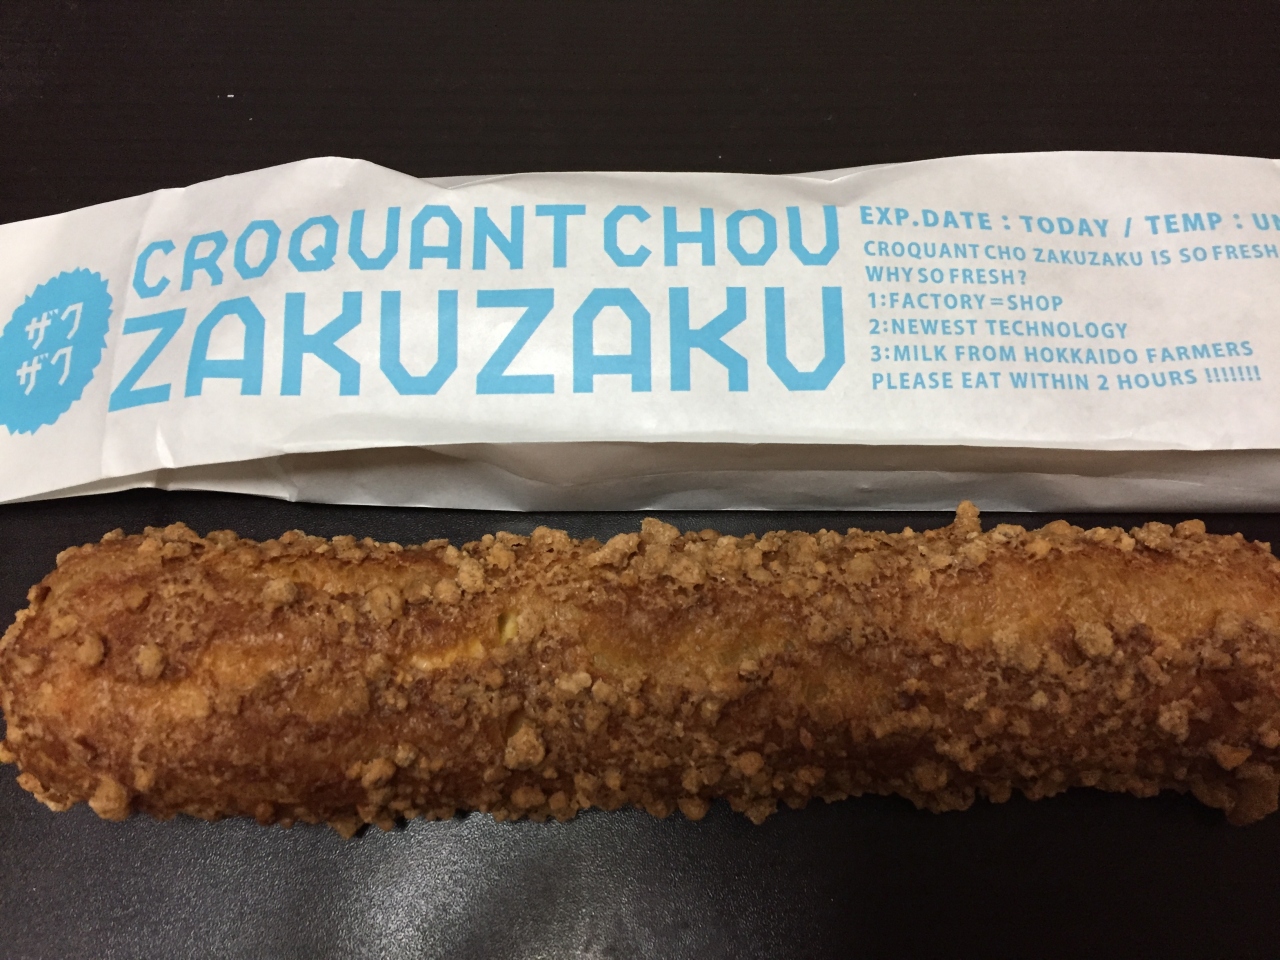 ザク
ザク
CROQUANT CHOU
ZAKUZAKU
EXP.DATE : TODAY / TEMP :
CROQUANT CHO ZAKUZAKU IS SO FRESH
WHY SO FRESH?
1:FACTORY=SHOP
2:NEWEST TECHNOLOGY
3:MILK FROM HOKKAIDO FARMERS
PLEASE EAT WITHIN 2 HOURS !!!!!!!